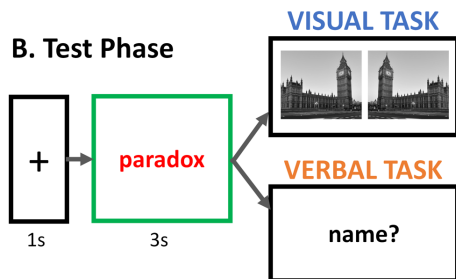 VISUAL TASK
B. Test Phase
+
paradox
VERBAL TASK
name?
1s
3s